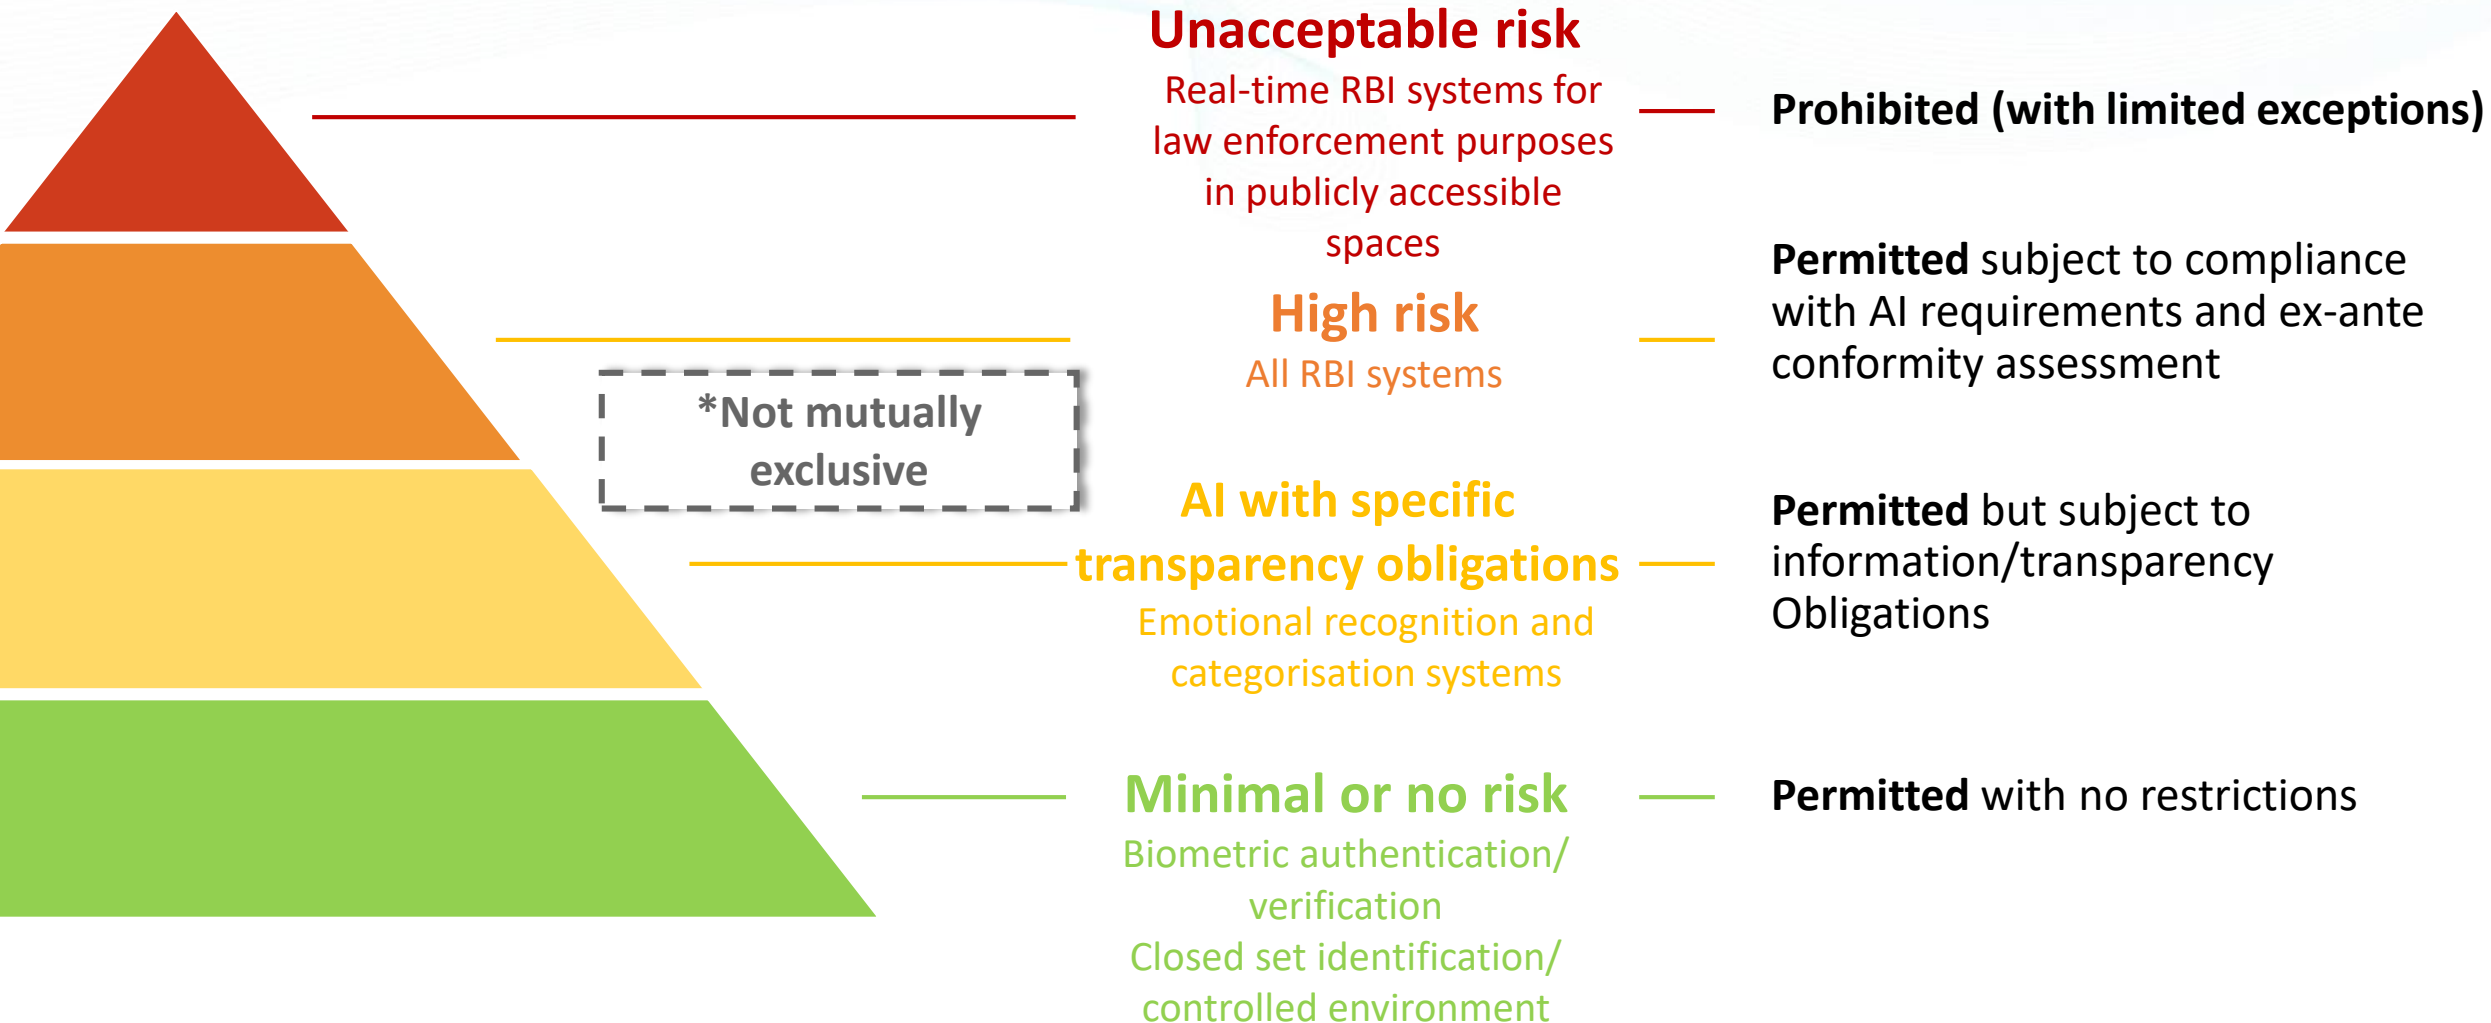 Unacceptable risk
Real-time RBI systems for
law enforcement purposes
in publicly accessible
spaces
Prohibited (with limited exceptions)
High risk
All RBI systems
Permitted subject to compliance
with AI requirements and ex-ante
conformity assessment
*Not mutually
exclusive
AI with specific
transparency obligations
Emotional recognition and
categorisation systems
Permitted but subject to
information/transparency
Obligations
Minimal or no risk
Biometric authentication/
verification
Closed set identification/
controlled environment
Permitted with no restrictions